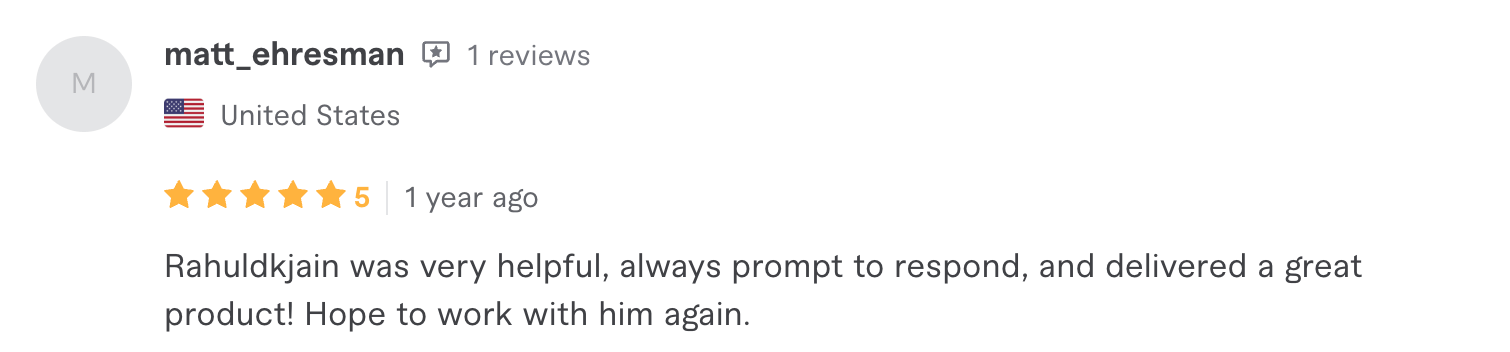 M
matt_ehresman 1 reviews
United States
5 1 year ago
Rahuldkjain was very helpful, always prompt to respond, and delivered a great
product! Hope to work with him again.